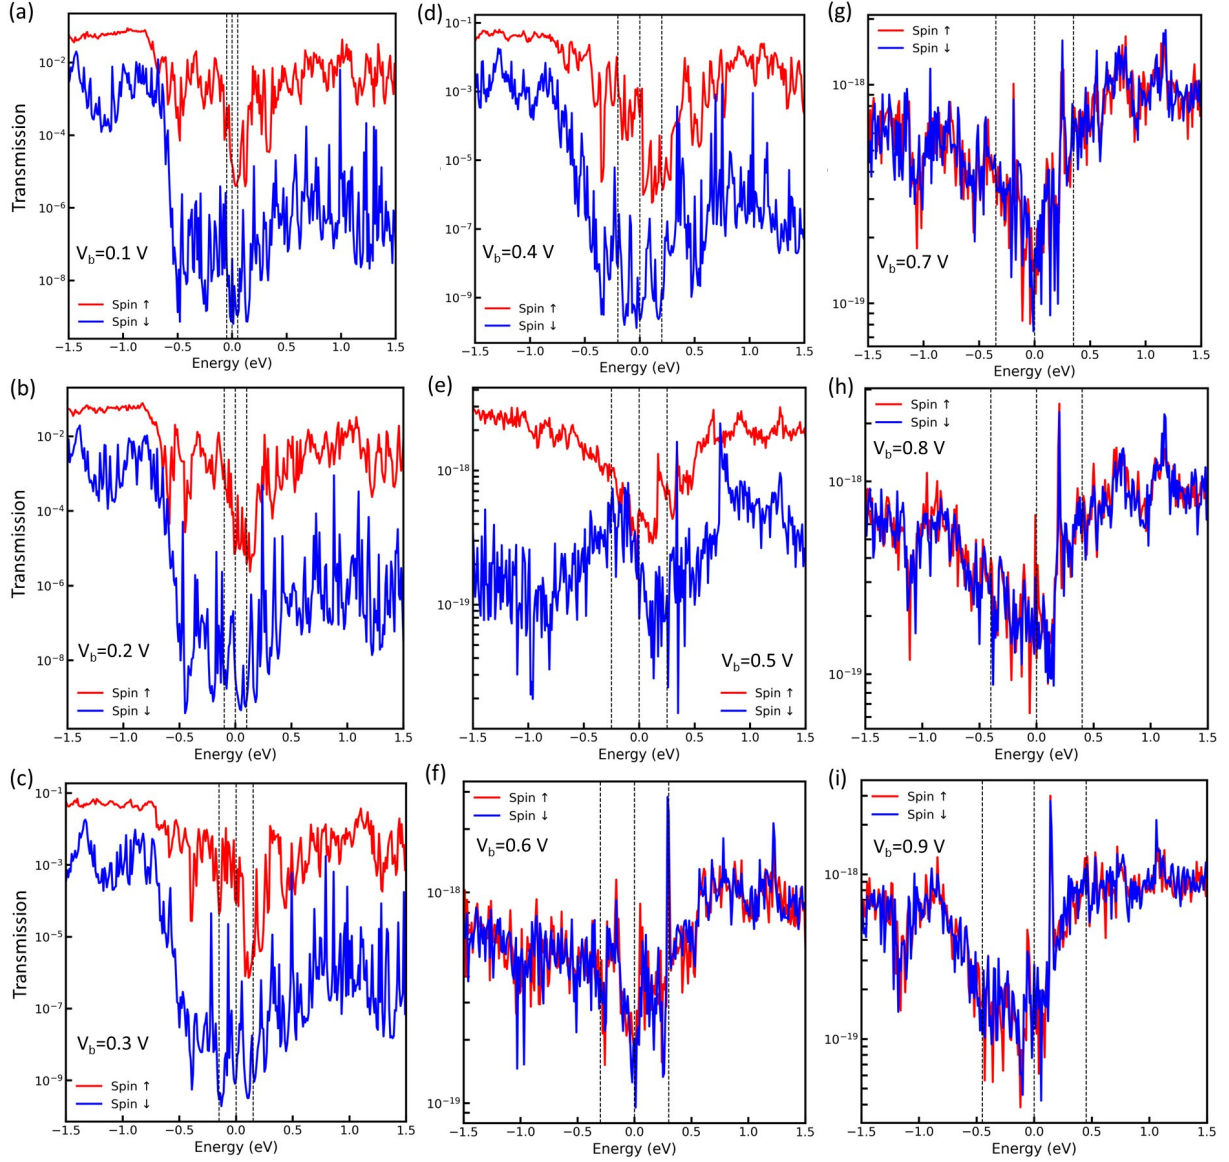 (a)
Transmission
10⁻²
10⁻⁴
10⁻⁶
10⁻⁸
V_b=0.1 V
Spin ↑
Spin ↓
−1.5 −1.0 −0.5 0.0 0.5 1.0 1.5
Energy (eV)
(b)
Transmission
10⁻²
10⁻⁴
10⁻⁶
10⁻⁸
V_b=0.2 V
Spin ↑
Spin ↓
−1.5 −1.0 −0.5 0.0 0.5 1.0 1.5
Energy (eV)
(c)
Transmission
10⁻¹
10⁻³
10⁻⁵
10⁻⁷
10⁻⁹
V_b=0.3 V
Spin ↑
Spin ↓
−1.5 −1.0 −0.5 0.0 0.5 1.0 1.5
Energy (eV)
(d)
10⁻¹
10⁻³
10⁻⁵
10⁻⁷
10⁻⁹
V_b=0.4 V
Spin ↑
Spin ↓
−1.5 −1.0 −0.5 0.0 0.5 1.0 1.5
Energy (eV)
(e)
10⁻¹⁸
10⁻¹⁹
V_b=0.5 V
Spin ↑
Spin ↓
−1.5 −1.0 −0.5 0.0 0.5 1.0 1.5
Energy (eV)
(f)
Spin ↑
Spin ↓
V_b=0.6 V
10⁻¹⁸
10⁻¹⁹
−1.5 −1.0 −0.5 0.0 0.5 1.0 1.5
Energy (eV)
(g)
Spin ↑
Spin ↓
10⁻¹⁸
V_b=0.7 V
10⁻¹⁹
−1.5 −1.0 −0.5 0.0 0.5 1.0 1.5
Energy (eV)
(h)
Spin ↑
Spin ↓
V_b=0.8 V
10⁻¹⁸
10⁻¹⁹
−1.5 −1.0 −0.5 0.0 0.5 1.0 1.5
Energy (eV)
(i)
Spin ↑
Spin ↓
V_b=0.9 V
10⁻¹⁸
10⁻¹⁹
−1.5 −1.0 −0.5 0.0 0.5 1.0 1.5
Energy (eV)